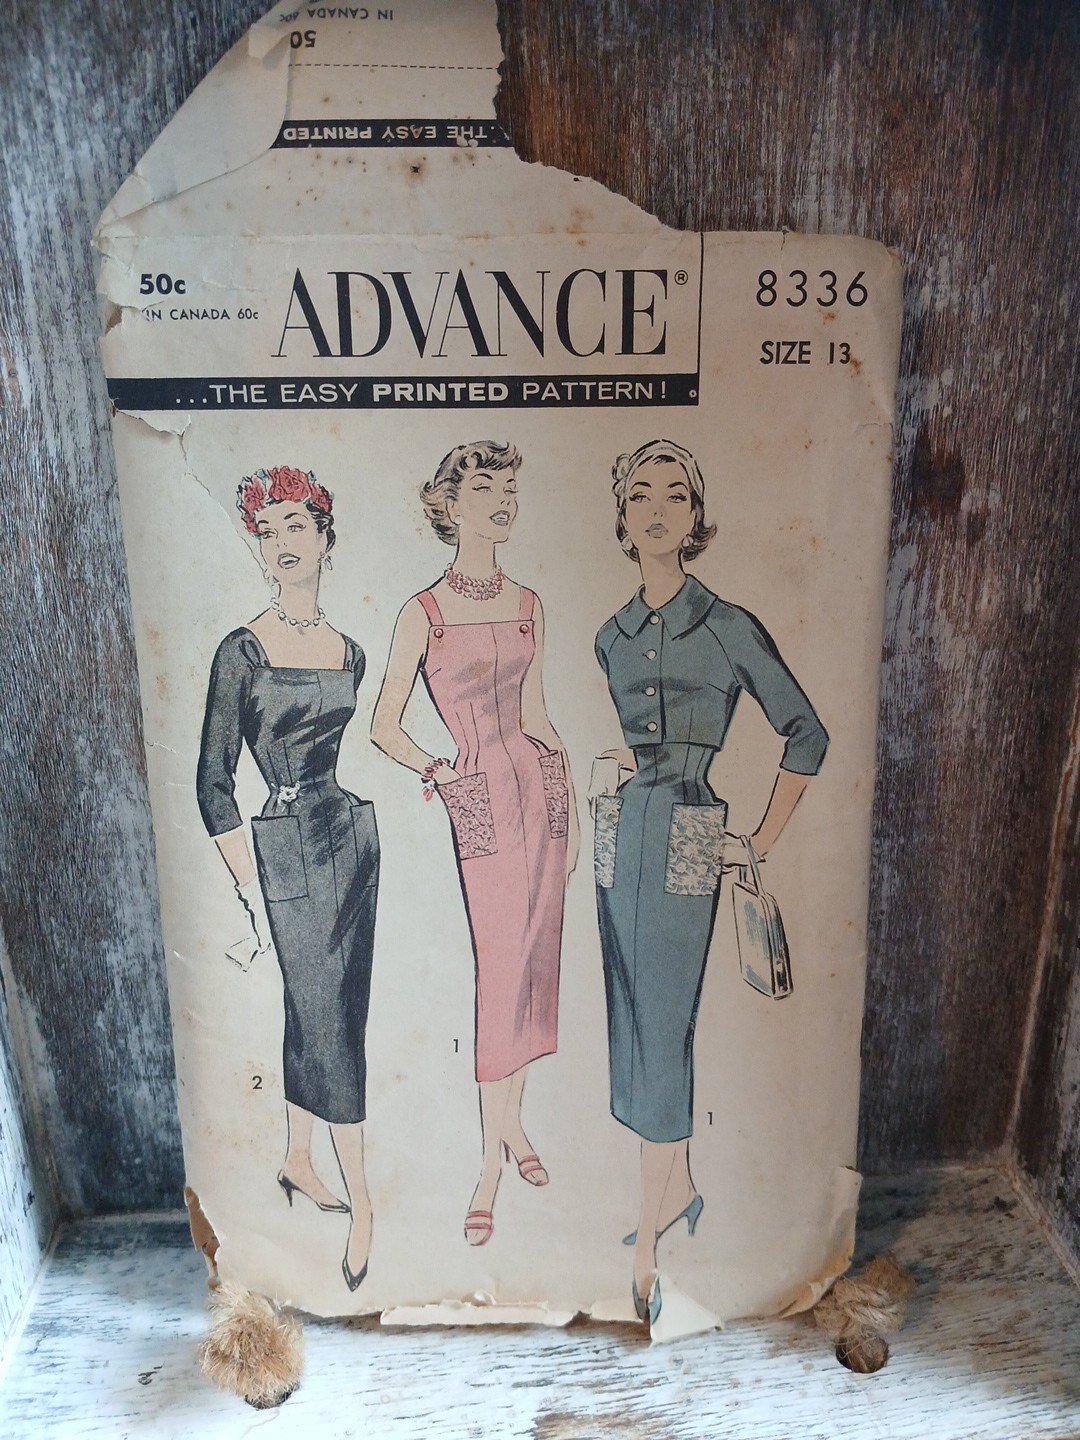 IN CANADA 60c
50
...THE EASY PRINTED
50c
IN CANADA 60c
ADVANCE®
8336
SIZE 13
...THE EASY PRINTED PATTERN!
1
2
1